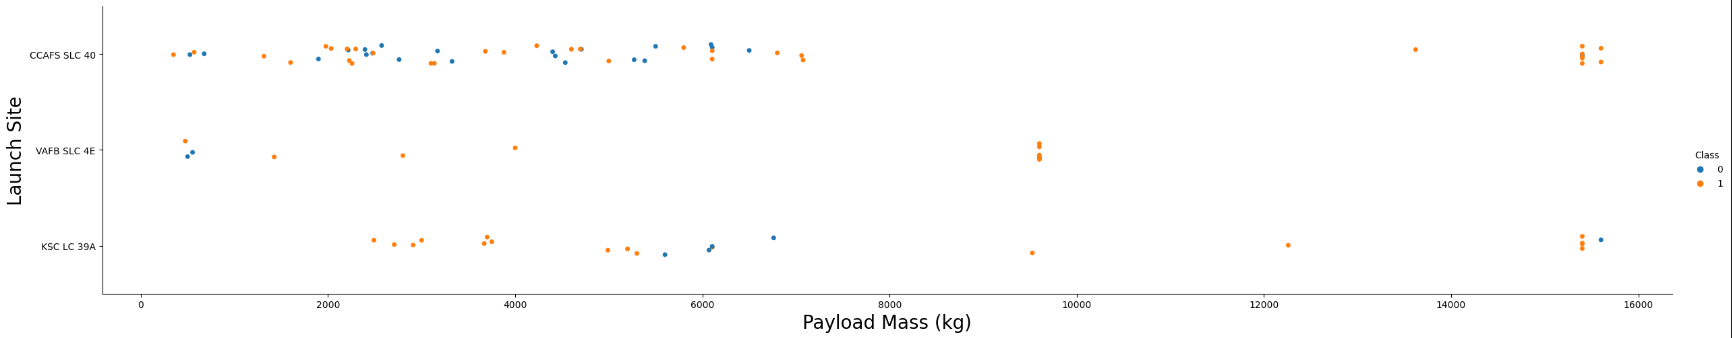 Launch Site
CCAFS SLC 40
VAFB SLC 4E
KSC LC 39A
0 2000 4000 6000 8000 10000 12000 14000 16000
Payload Mass (kg)
Class
0
1